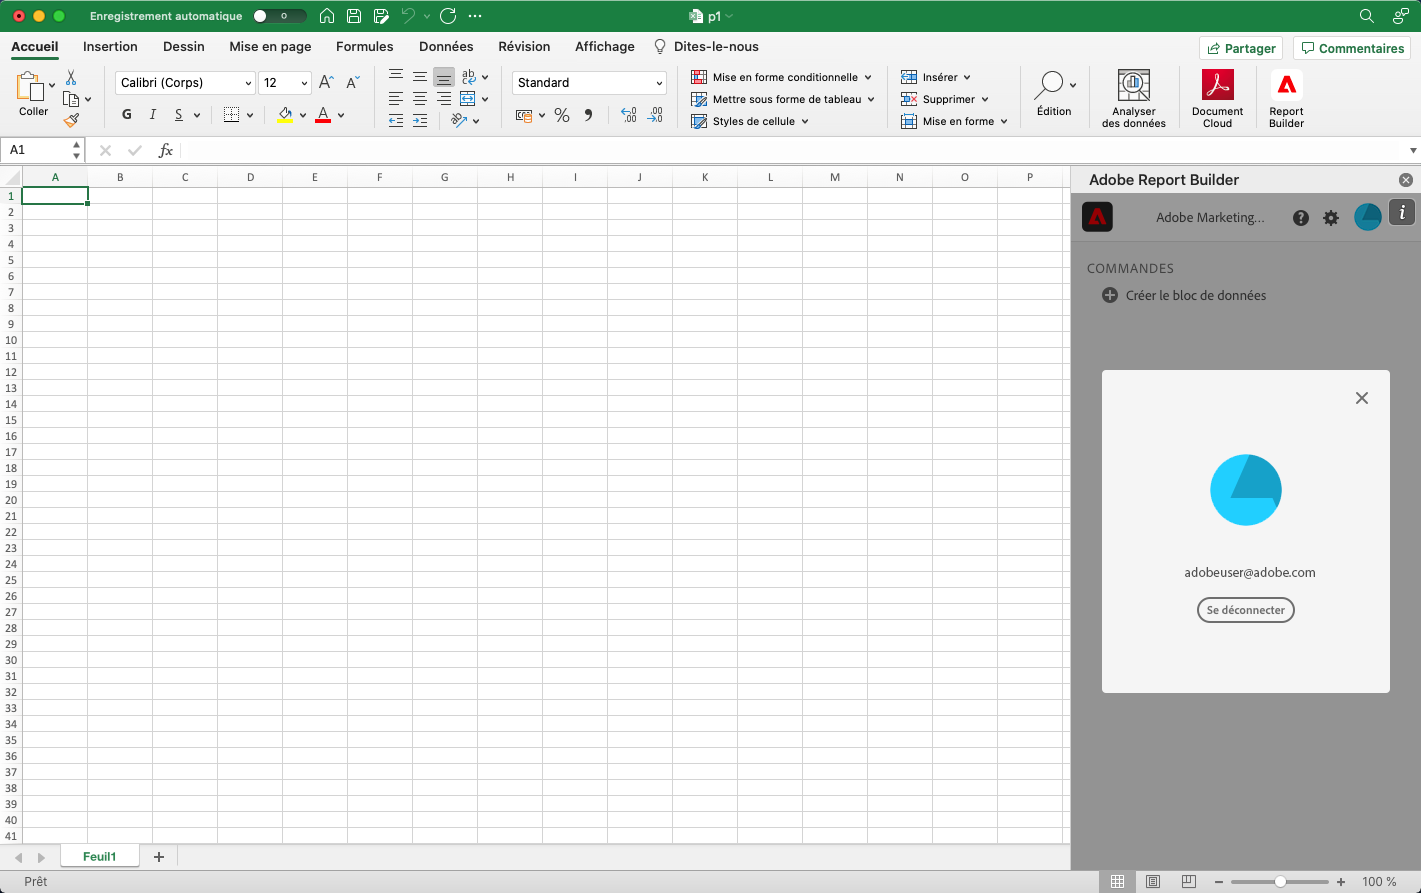 Enregistrement automatique
p1
Accueil Insertion Dessin Mise en page Formules Données Révision Affichage Dites-le-nous
Partager Commentaires
Coller
Calibri (Corps) 12
G I S
ab
A A
A
Standard
% ,00 ,0
Mise en forme conditionnelle
Mettre sous forme de tableau
Styles de cellule
Insérer
Supprimer
Mise en forme
Édition
Analyser
des données
Document
Cloud
Report
Builder
A1
fx
A B C D E F G H I J K L M N O P
1
2
3
4
5
6
7
8
9
10
11
12
13
14
15
16
17
18
19
20
21
22
23
24
25
26
27
28
29
30
31
32
33
34
35
36
37
38
39
40
41
Adobe Report Builder
Adobe Marketing...
COMMANDES
Créer le bloc de données
adobeuser@adobe.com
Se déconnecter
Feuil1
Prêt
100 %